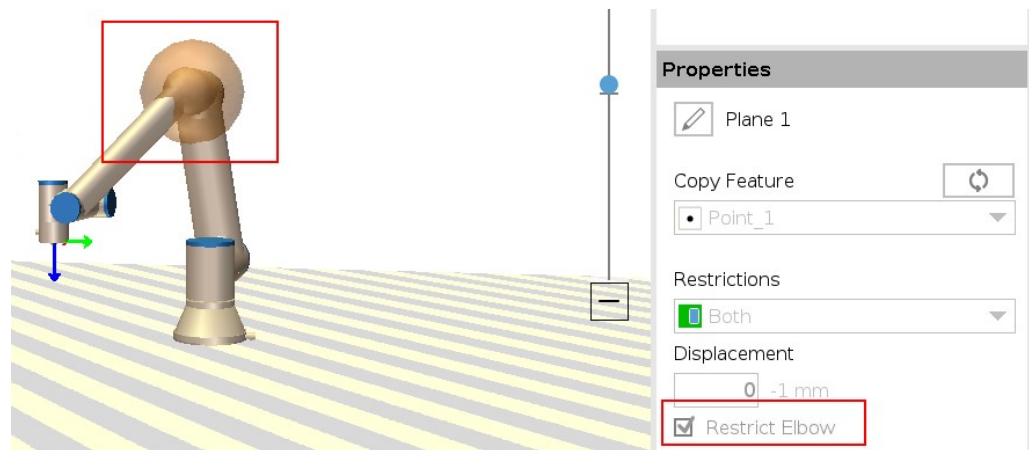 Properties
Plane 1
Copy Feature
Point_1
Restrictions
Both
Displacement
0 -1 mm
Restrict Elbow